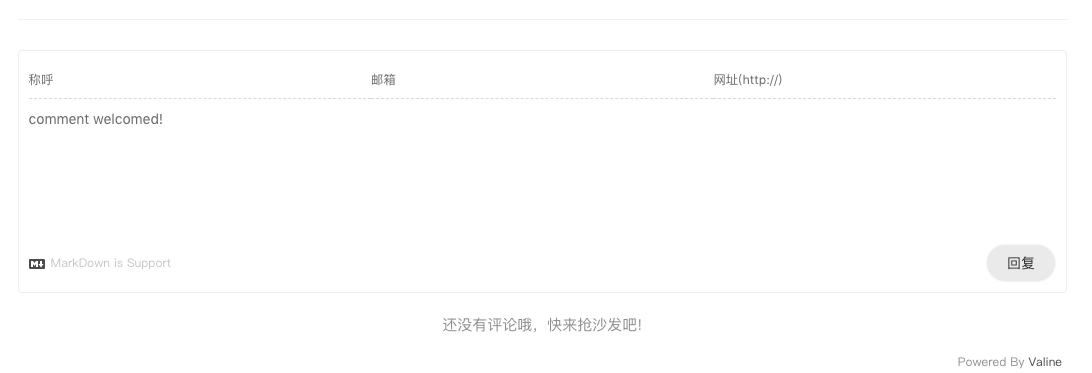 称呼 邮箱 网址(http://)
comment welcomed!
MarkDown is Support 回复
还没有评论哦，快来抢沙发吧!
Powered By Valine